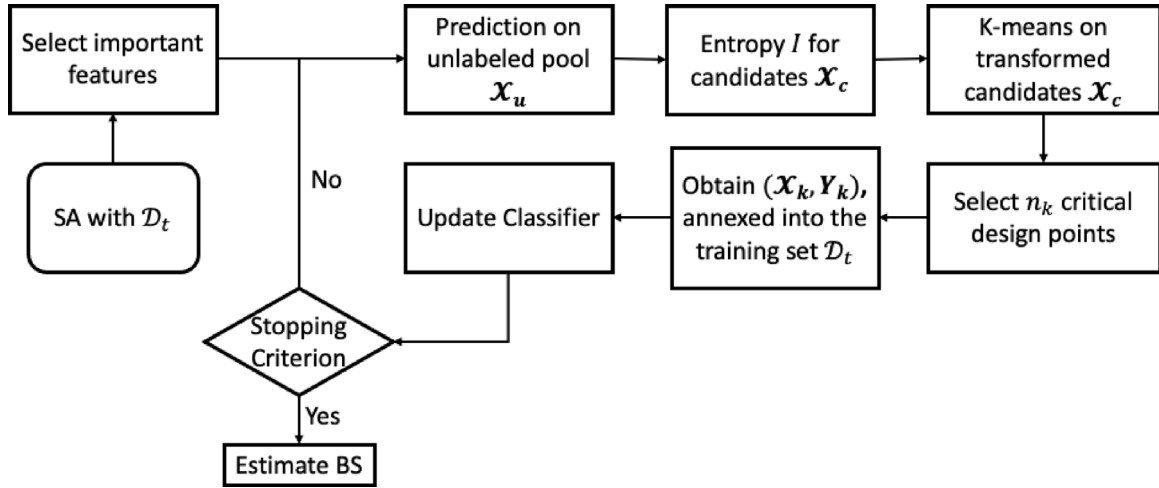 Select important
features
Prediction on
unlabeled pool
𝓧ᵤ
Entropy I for
candidates 𝓧_c
K-means on
transformed
candidates 𝓧_c
SA with 𝒟ₜ
No
Update Classifier
Obtain (𝓧ₖ, Yₖ),
annexed into the
training set 𝒟ₜ
Select nₖ critical
design points
Stopping
Criterion
Yes
Estimate BS